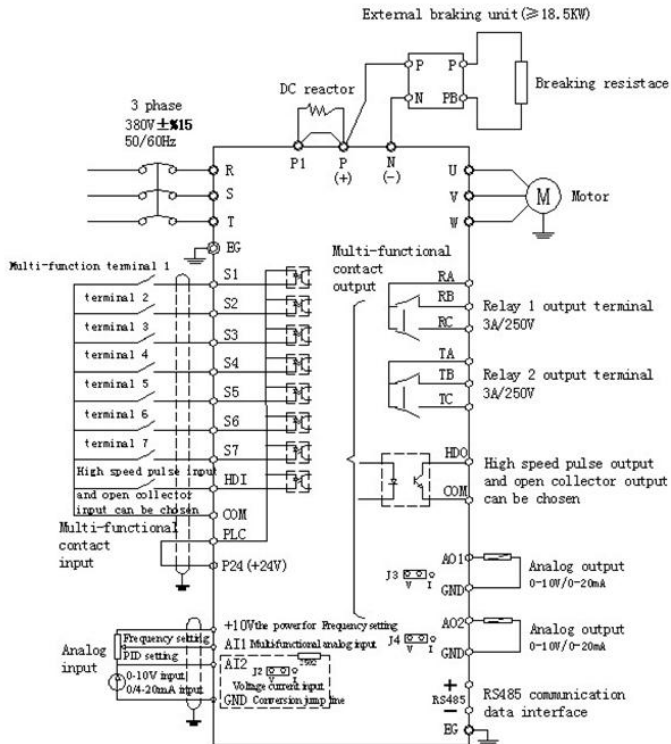 External braking unit(≥18.5KW)
P P
N PB
Breaking resistace
DC reactor
3 phase
380V±%15
50/60Hz
P1 P (+) N (-)
R
S
T
EG
U
V
W
M
Motor
Multi-function terminal 1
terminal 2
terminal 3
terminal 4
terminal 5
terminal 6
terminal 7
High speed pulse input
and open collector
input can be chosen
Multi-functional
contact
input
S1
S2
S3
S4
S5
S6
S7
HDI
COM
PLC
P24(+24V)
Multi-functional
contact
output
RA
RB
RC
Relay 1 output terminal
3A/250V
TA
TB
TC
Relay 2 output terminal
3A/250V
HDO
COM
High speed pulse output
and open collector output
can be chosen
AO1
J3
V I
GND
Analog output
0-10V/0-20mA
AO2
J4
V I
GND
Analog output
0-10V/0-20mA
+
RS485
-
RS485 communication
data interface
EG
+10V the power for Frequency setting
Analog
input
Frequency setting
PID setting
0-10V input
0/4-20mA input
AI1 Multifunctional analog input
AI2
J2
V I
Voltage current input
GND Conversion jump line